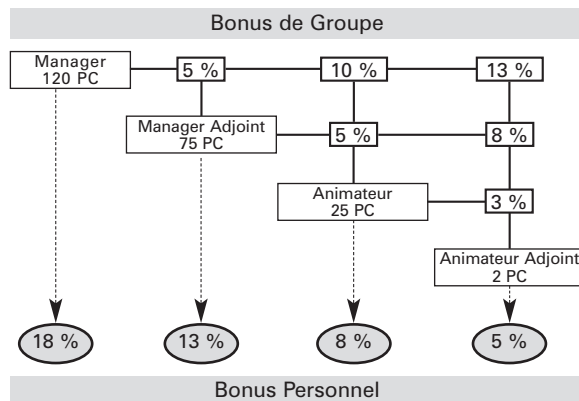 Bonus de Groupe
Manager
120 PC
5 %
10 %
13 %
Manager Adjoint
75 PC
5 %
8 %
Animateur
25 PC
3 %
Animateur Adjoint
2 PC
18 %
13 %
8 %
5 %
Bonus Personnel